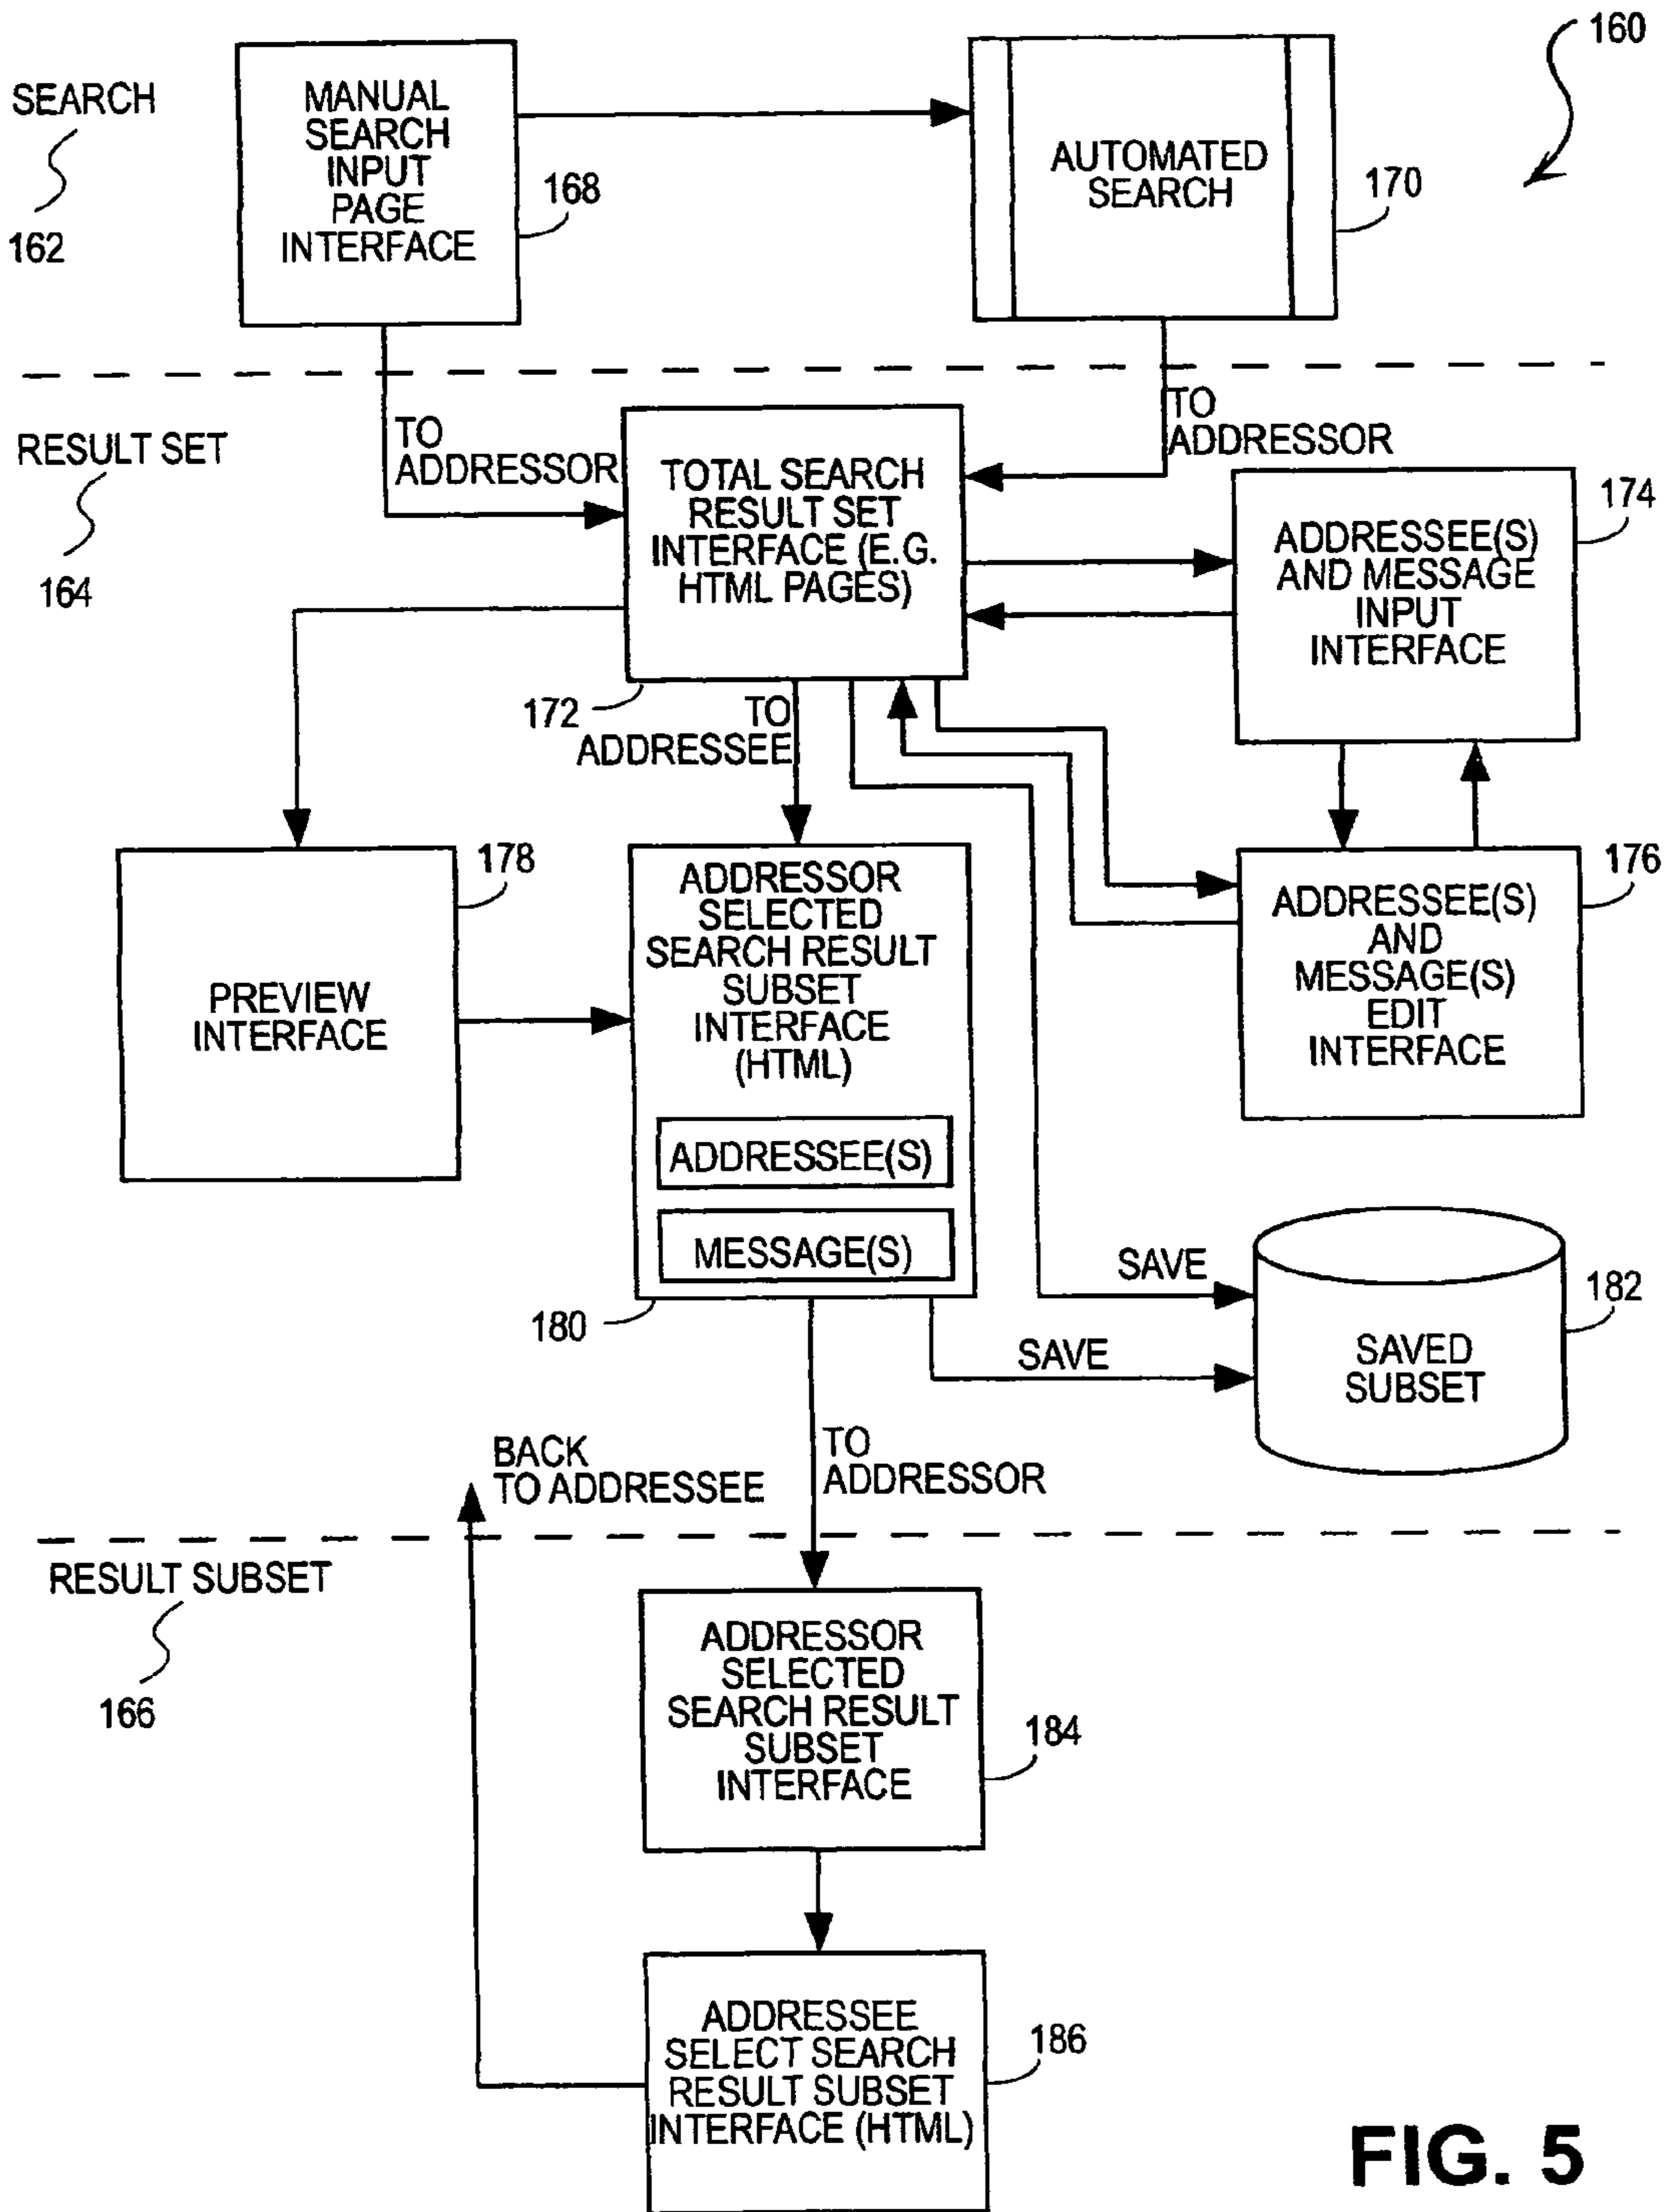 160
SEARCH
162
MANUAL
SEARCH
INPUT
PAGE
INTERFACE
168
AUTOMATED
SEARCH
170
RESULT SET
164
TO
ADDRESSOR
TO
ADDRESSOR
TOTAL SEARCH
RESULT SET
INTERFACE (E.G.
HTML PAGES)
172
ADDRESSEE(S)
AND MESSAGE
INPUT
INTERFACE
174
TO
ADDRESSEE
PREVIEW
INTERFACE
178
ADDRESSOR
SELECTED
SEARCH RESULT
SUBSET
INTERFACE
(HTML)
ADDRESSEE(S)
MESSAGE(S)
180
ADDRESSEE(S)
AND
MESSAGE(S)
EDIT
INTERFACE
176
SAVE
SAVE
SAVED
SUBSET
182
BACK
TO ADDRESSEE
TO
ADDRESSOR
RESULT SUBSET
166
ADDRESSOR
SELECTED
SEARCH RESULT
SUBSET
INTERFACE
184
ADDRESSEE
SELECT SEARCH
RESULT SUBSET
INTERFACE (HTML)
186
FIG. 5